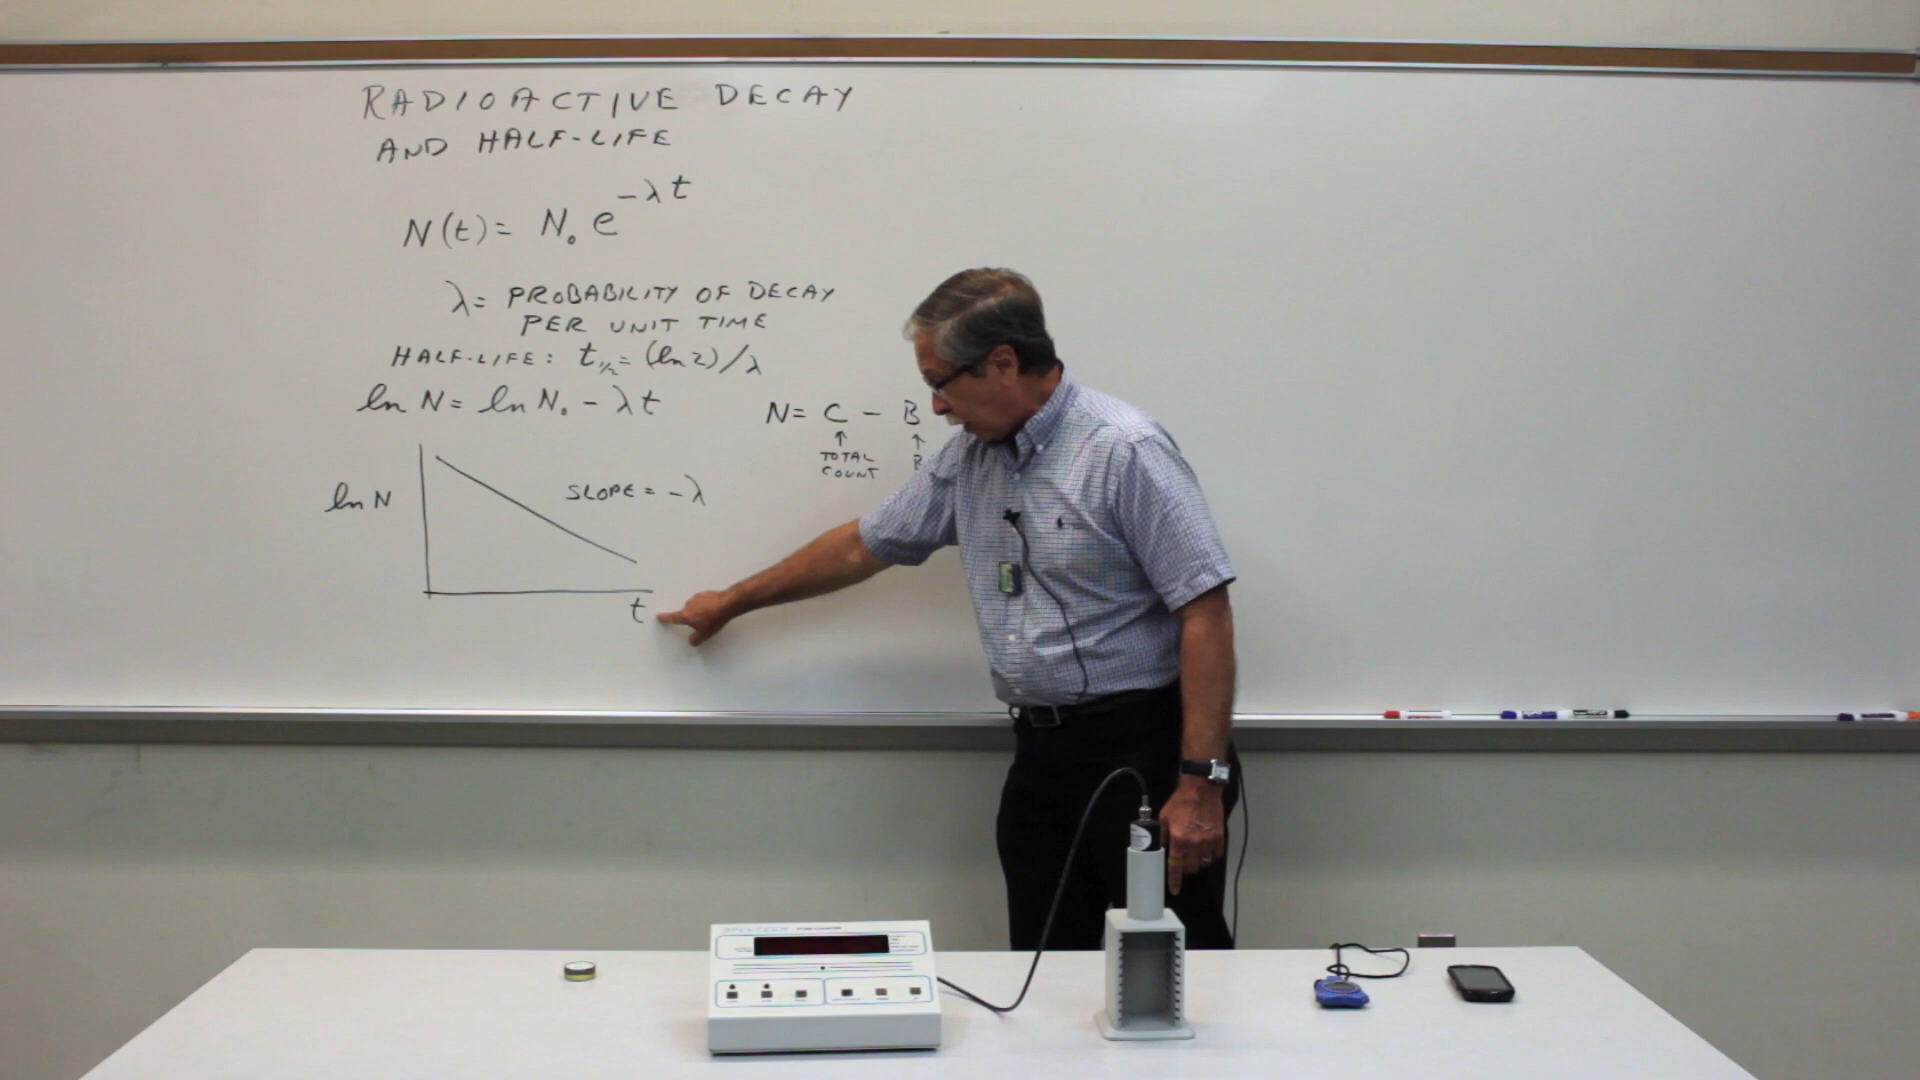 RADIOACTIVE DECAY
AND HALF-LIFE
N(t) = N₀ e^-λt
λ = PROBABILITY OF DECAY
PER UNIT TIME
HALF-LIFE: t₁/₂ = (ln 2)/λ
ln N = ln N₀ - λt
N = C - B
↑ ↑
TOTAL
COUNT
ln N
SLOPE = -λ
t